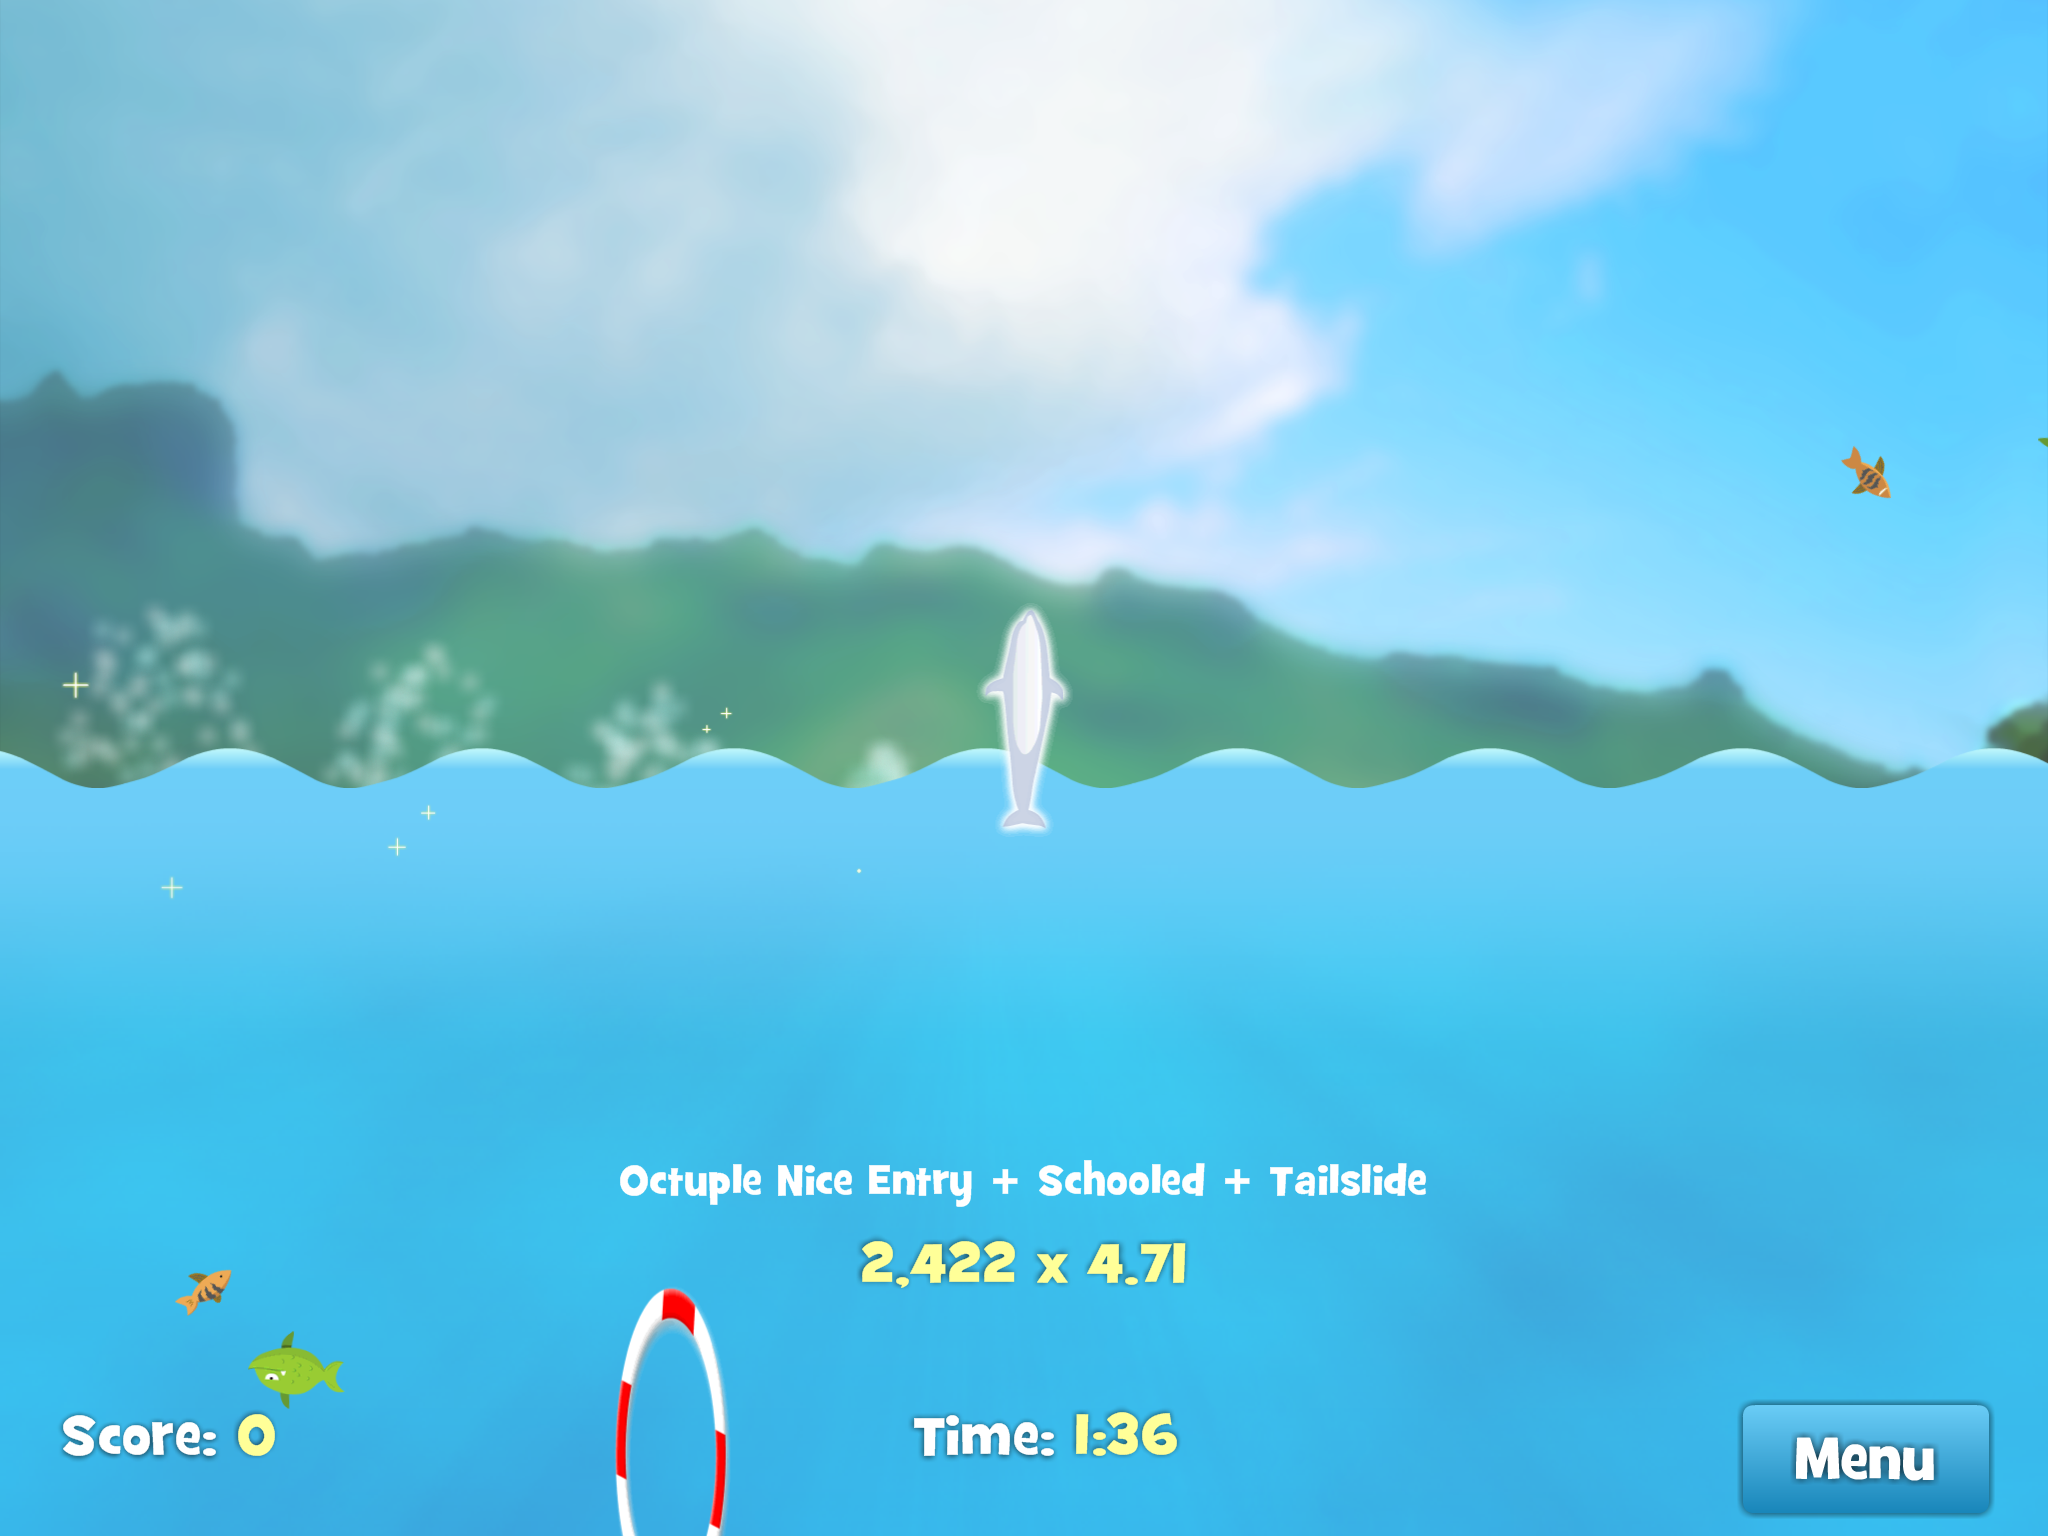 Octuple Nice Entry + Schooled + Tailslide
2,422 x 4.71
Score: 0
Time: 1:36
Menu